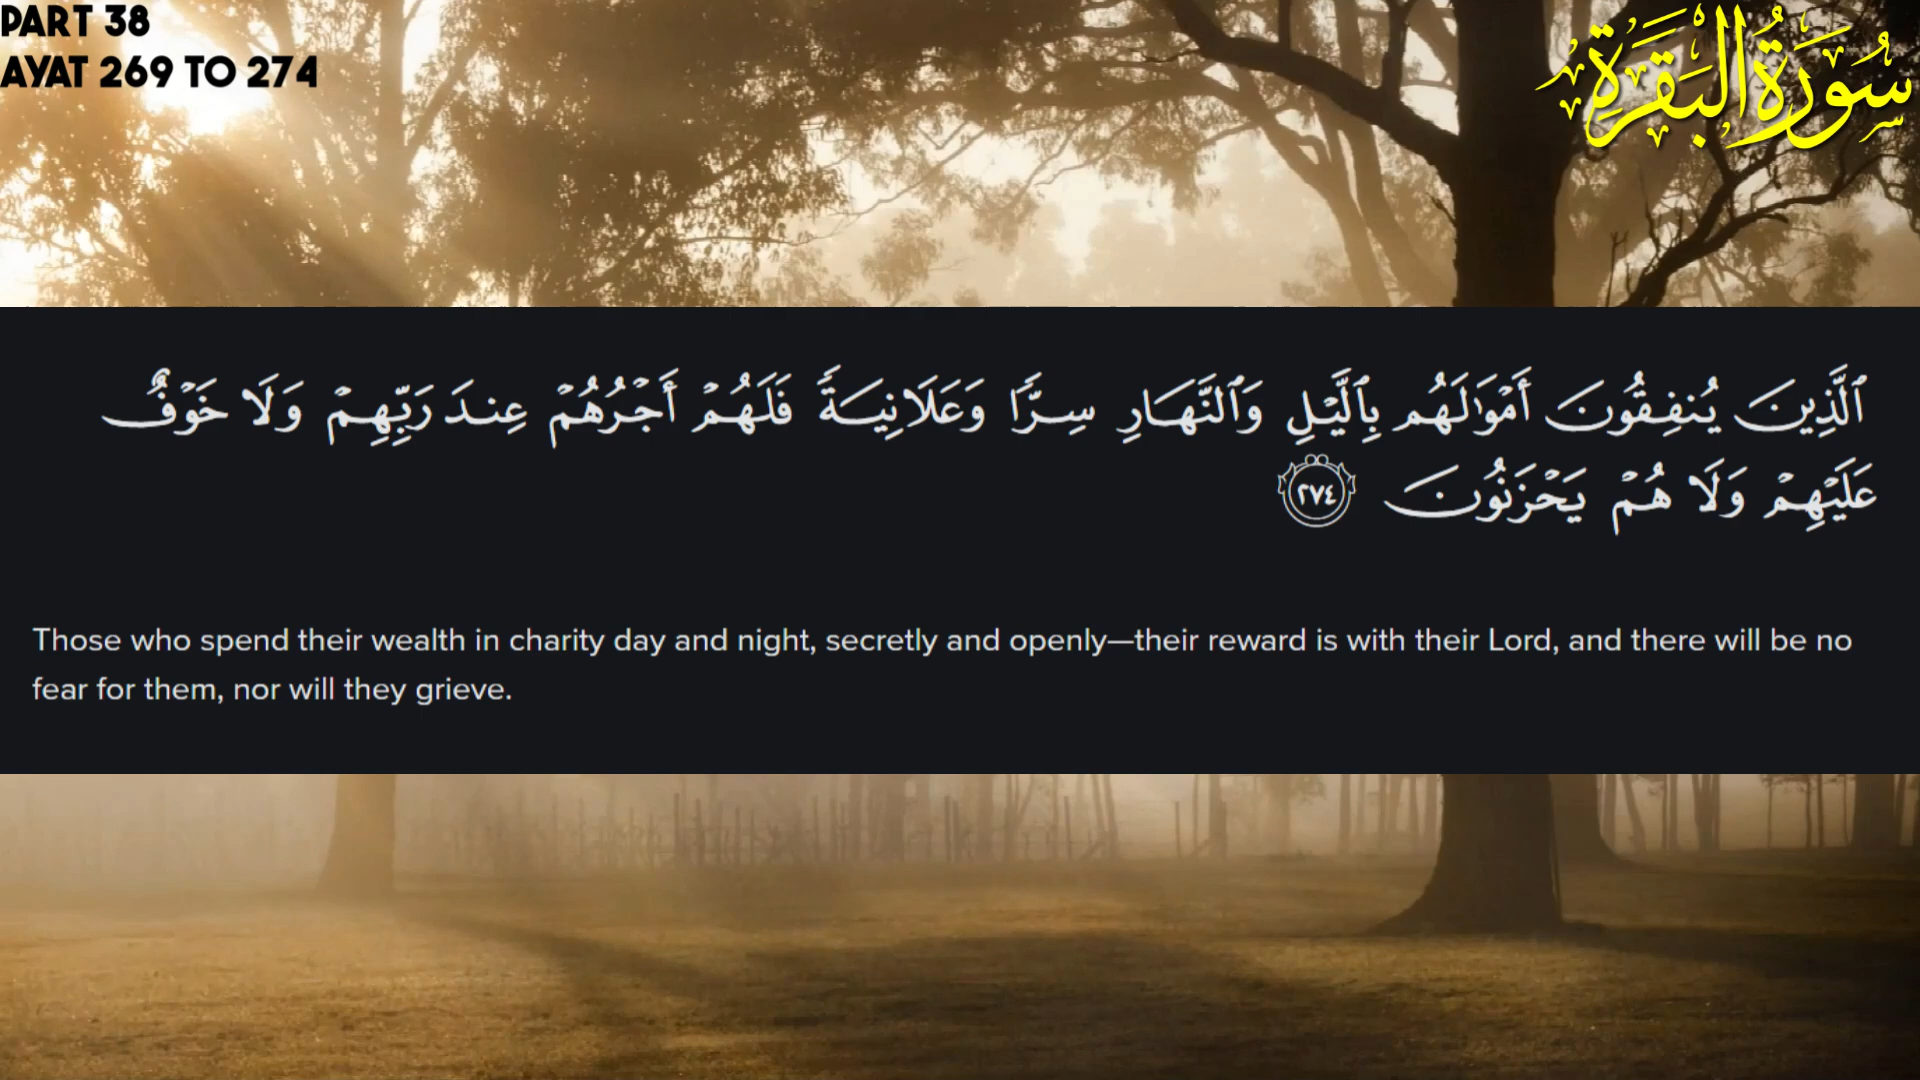 PART 38
AYAT 269 TO 274
سُورَةُ البَقَرَةِ
ٱلَّذِينَ يُنفِقُونَ أَمۡوَٰلَهُم بِٱلَّيۡلِ وَٱلنَّهَارِ سِرّٗا وَعَلَانِيَةٗ فَلَهُمۡ أَجۡرُهُمۡ عِندَ رَبِّهِمۡ وَلَا خَوۡفٌ
عَلَيۡهِمۡ وَلَا هُمۡ يَحۡزَنُونَ ٢٧٤
Those who spend their wealth in charity day and night, secretly and openly—their reward is with their Lord, and there will be no
fear for them, nor will they grieve.